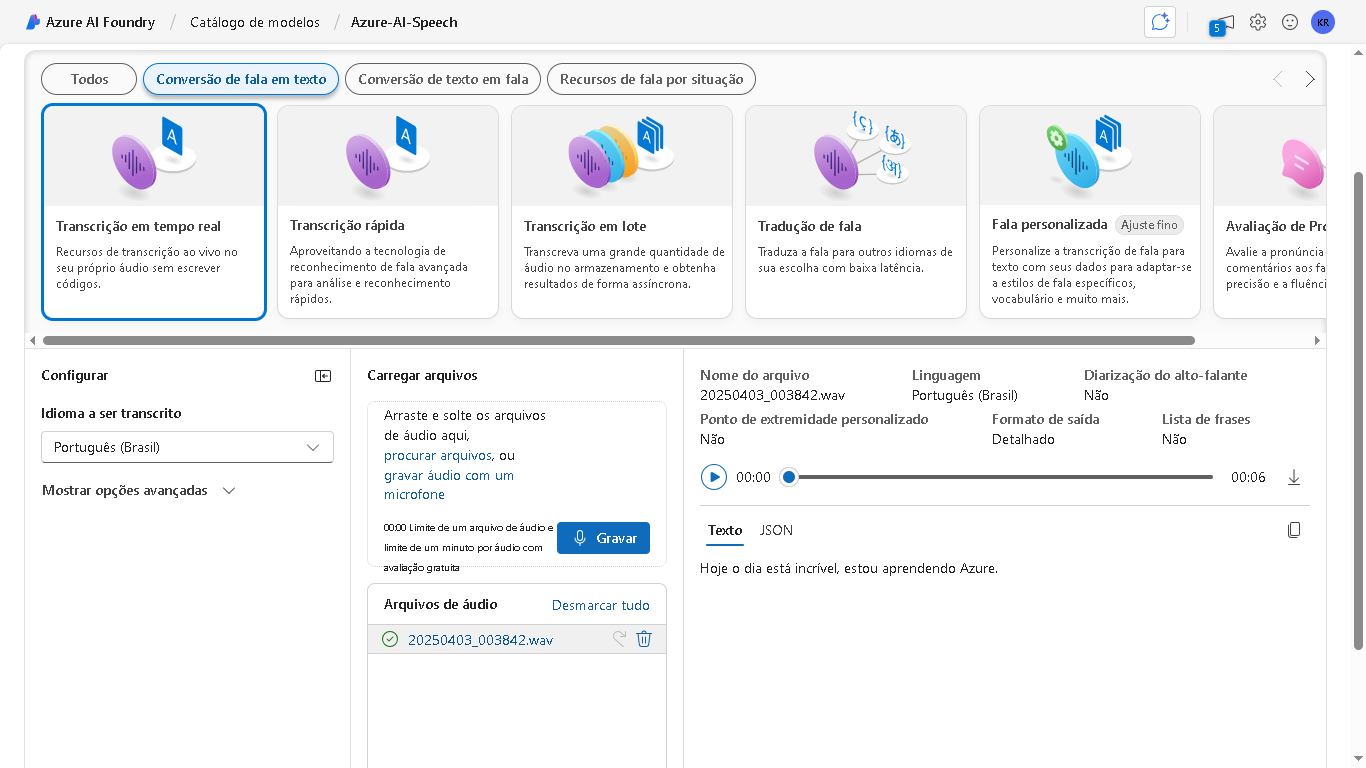 Azure AI Foundry / Catálogo de modelos / Azure-AI-Speech
5
KR
Todos
Conversão de fala em texto
Conversão de texto em fala
Recursos de fala por situação
Transcrição em tempo real
Recursos de transcrição ao vivo no
seu próprio áudio sem escrever
códigos.
Transcrição rápida
Aproveitando a tecnologia de
reconhecimento de fala avançada
para análise e reconhecimento
rápidos.
Transcrição em lote
Transcreva uma grande quantidade de
áudio no armazenamento e obtenha
resultados de forma assíncrona.
Tradução de fala
Traduza a fala para outros idiomas de
sua escolha com baixa latência.
Fala personalizada Ajuste fino
Personalize a transcrição de fala para
texto com seus dados para adaptar-se
a estilos de fala específicos,
vocabulário e muito mais.
Avaliação de Pro
Avalie a pronúncia
comentários aos fa
precisão e a fluênc
Configurar
Idioma a ser transcrito
Português (Brasil)
Mostrar opções avançadas
Carregar arquivos
Arraste e solte os arquivos
de áudio aqui,
procurar arquivos, ou
gravar áudio com um
microfone
00:00 Limite de um arquivo de áudio e
limite de um minuto por áudio com
avaliação gratuita
Gravar
Arquivos de áudio
Desmarcar tudo
20250403_003842.wav
Nome do arquivo
20250403_003842.wav
Linguagem
Português (Brasil)
Diarização do alto-falante
Não
Ponto de extremidade personalizado
Não
Formato de saída
Detalhado
Lista de frases
Não
00:00
00:06
Texto
JSON
Hoje o dia está incrível, estou aprendendo Azure.